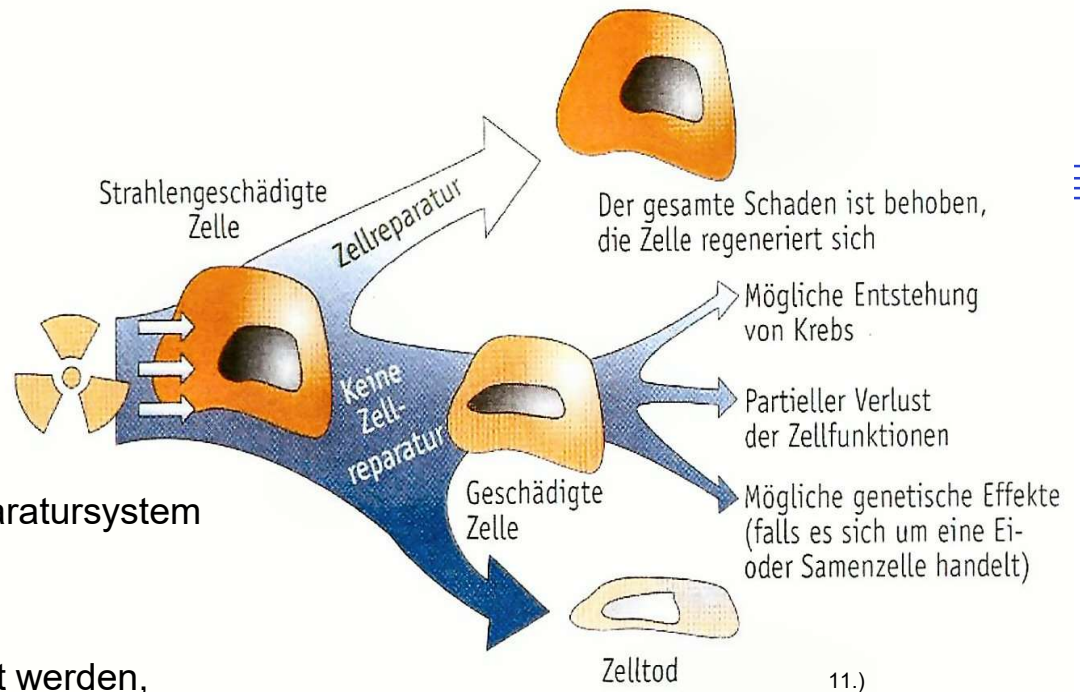 Strahlengeschädigte
Zelle
Zellreparatur
Der gesamte Schaden ist behoben,
die Zelle regeneriert sich
Mögliche Entstehung
von Krebs
Keine
Zell-
reparatur
Partieller Verlust
der Zellfunktionen
Geschädigte
Zelle
Mögliche genetische Effekte
(falls es sich um eine Ei-
oder Samenzelle handelt)
Zelltod
11.)
aratursystem
t werden,